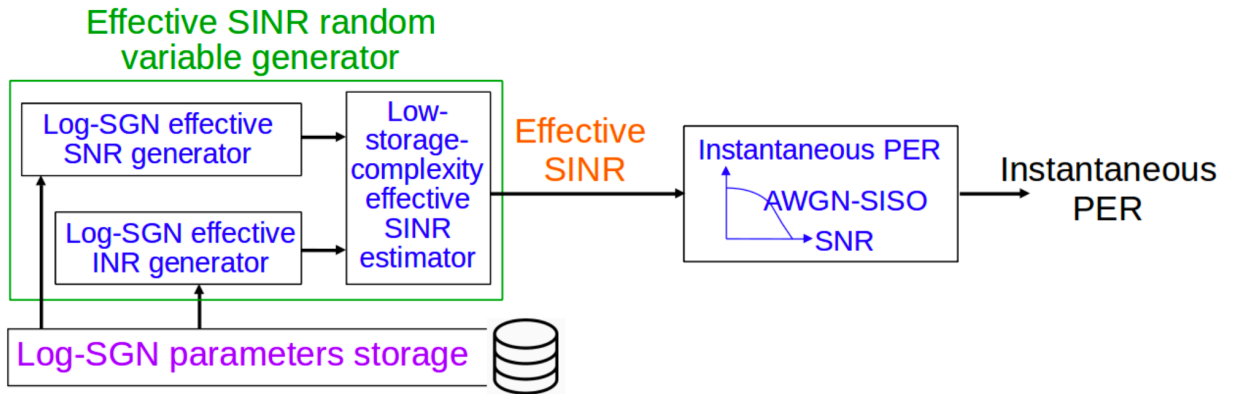 Effective SINR random
variable generator
Log-SGN effective
SNR generator
Log-SGN effective
INR generator
Low-
storage-
complexity
effective
SINR
estimator
Effective
SINR
Instantaneous PER
AWGN-SISO
SNR
Instantaneous
PER
Log-SGN parameters storage